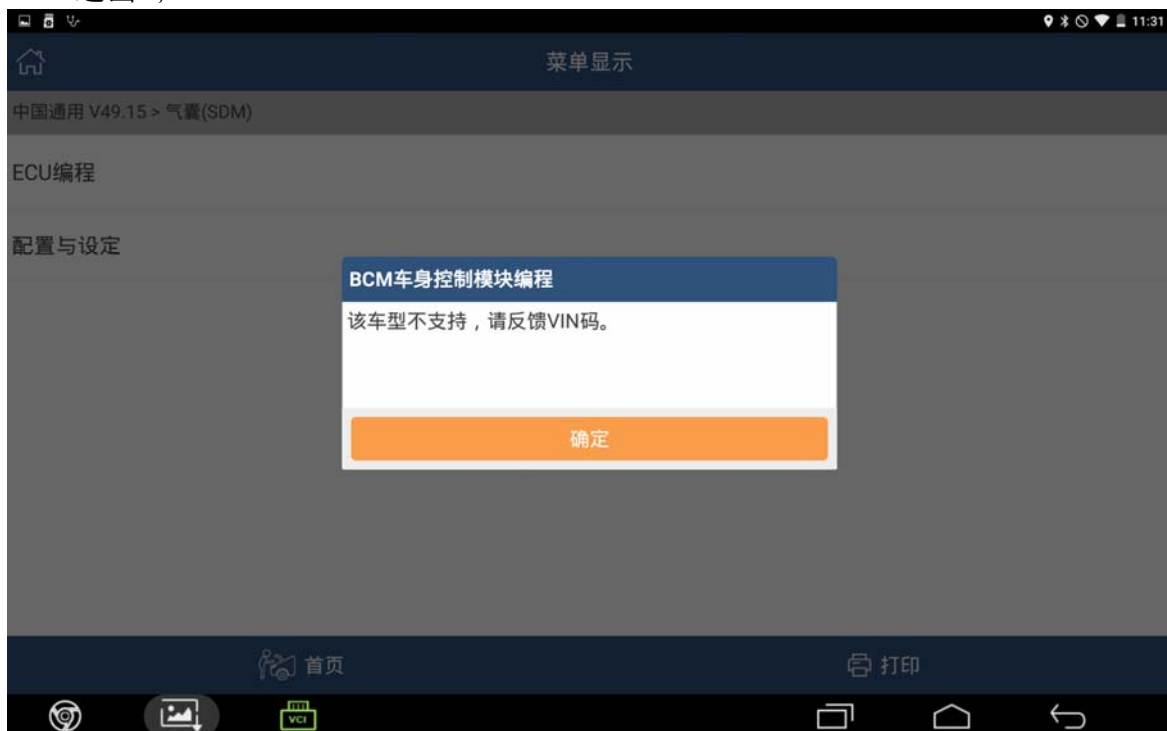 11:31
菜单显示
中国通用 V49.15 > 气囊(SDM)
ECU编程
配置与设定
BCM车身控制模块编程
该车型不支持，请反馈VIN码。
确定
首页
打印
VCI